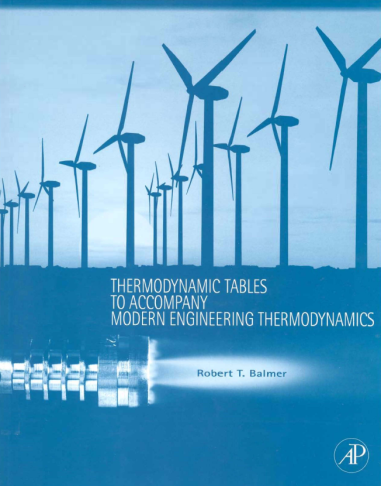 THERMODYNAMIC TABLES
TO ACCOMPANY
MODERN ENGINEERING THERMODYNAMICS
Robert T. Balmer
AP